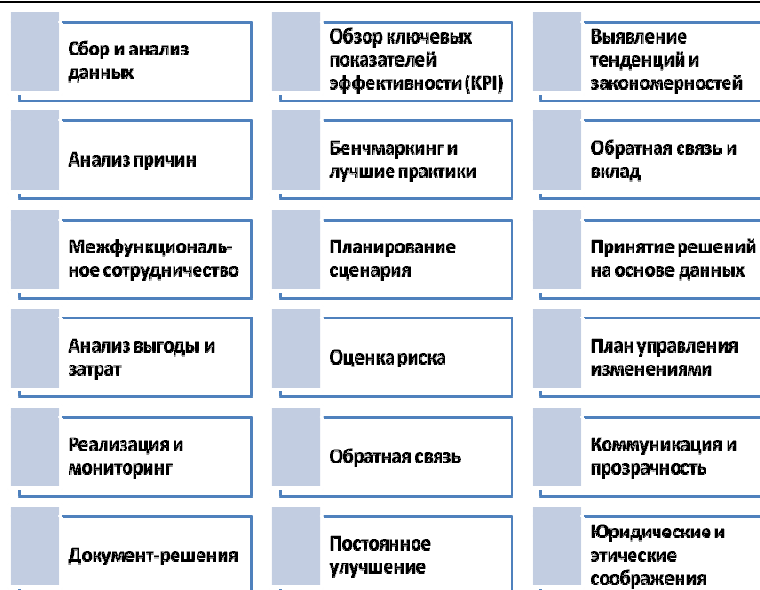 Сбор и анализ
данных
Обзор ключевых
показателей
эффективности (KPI)
Выявление
тенденций и
закономерностей
Анализ причин
Бенчмаркинг и
лучшие практики
Обратная связь и
вклад
Межфункциональ-
ное сотрудничество
Планирование
сценария
Принятие решений
на основе данных
Анализ выгоды и
затрат
Оценка риска
План управления
изменениями
Реализация и
мониторинг
Обратная связь
Коммуникация и
прозрачность
Документ-решения
Постоянное
улучшение
Юридические и
этические
соображения